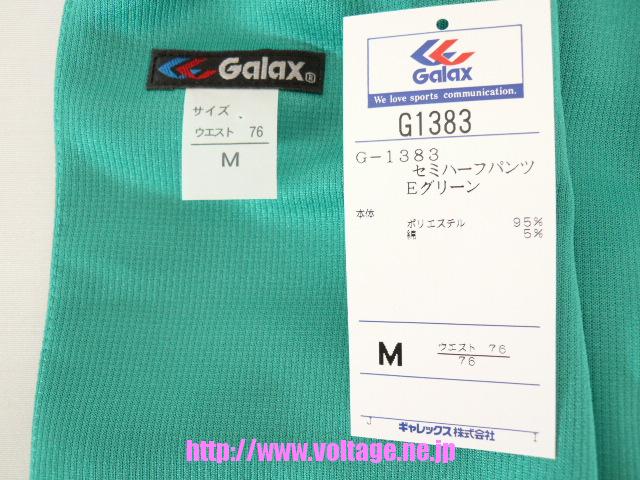 Galax®
サイズ
ウエスト 76
M
Galax
We love sports communication.
G1383
G-1383
セミハーフパンツ
Eグリーン
本体
ポリエステル 95%
綿 5%
M ウエスト 76
76
J I
ギャレックス株式会社
http://www.voltage.ne.jp